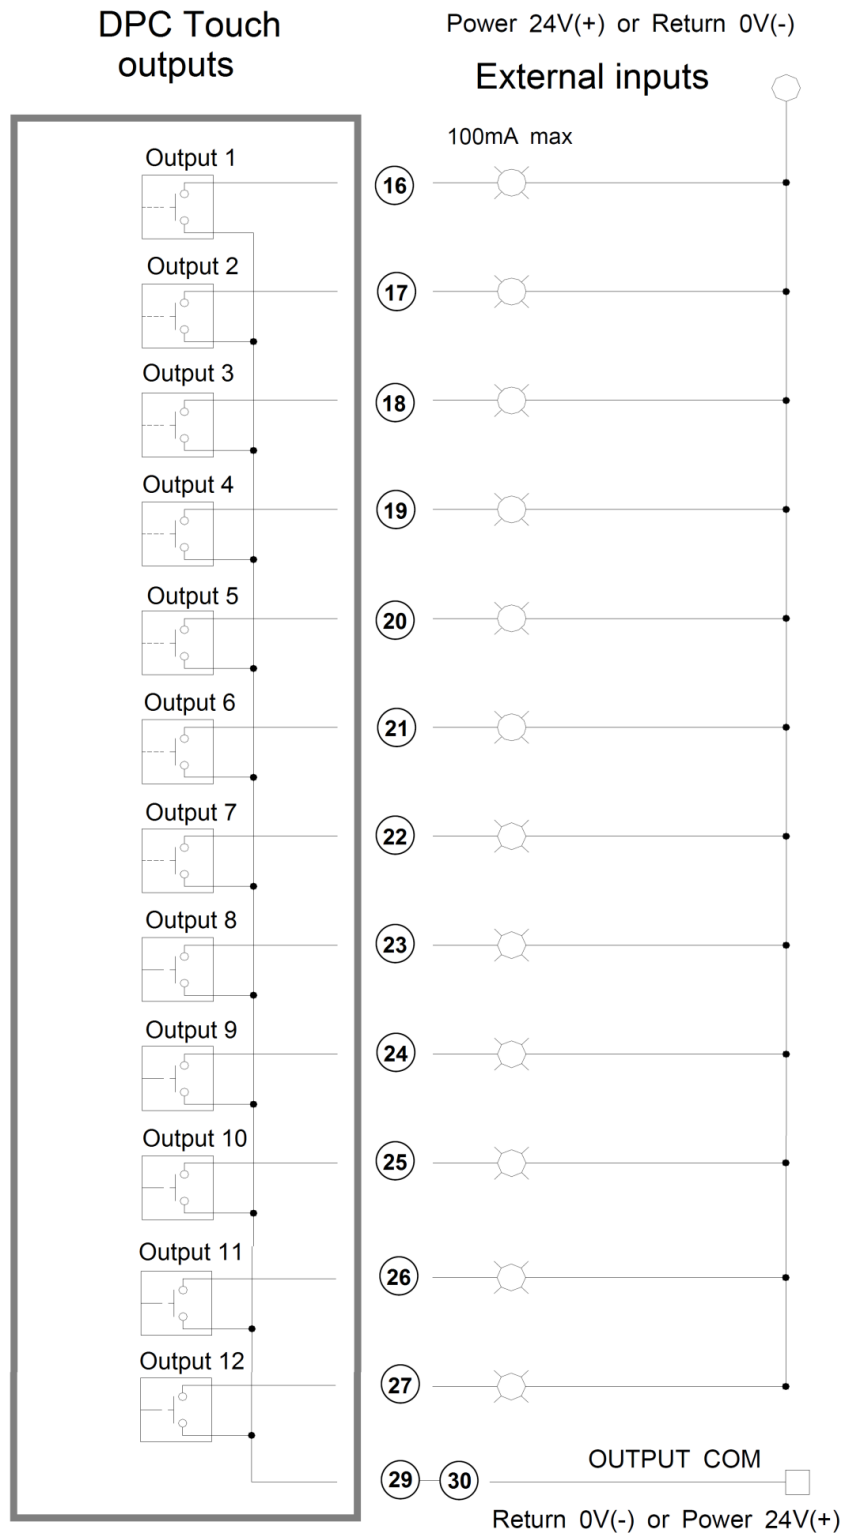 DPC Touch
outputs
Power 24V(+) or Return 0V(-)
External inputs
100mA max
Output 1
16
Output 2
17
Output 3
18
Output 4
19
Output 5
20
Output 6
21
Output 7
22
Output 8
23
Output 9
24
Output 10
25
Output 11
26
Output 12
27
OUTPUT COM
29 30
Return 0V(-) or Power 24V(+)